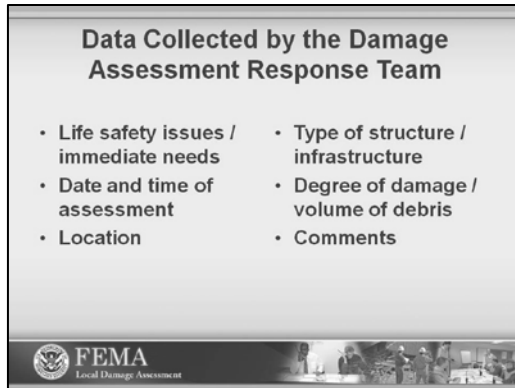 Data Collected by the Damage
Assessment Response Team
• Life safety issues /
immediate needs
• Date and time of
assessment
• Location
• Type of structure /
infrastructure
• Degree of damage /
volume of debris
• Comments
FEMA
Local Damage Assessment